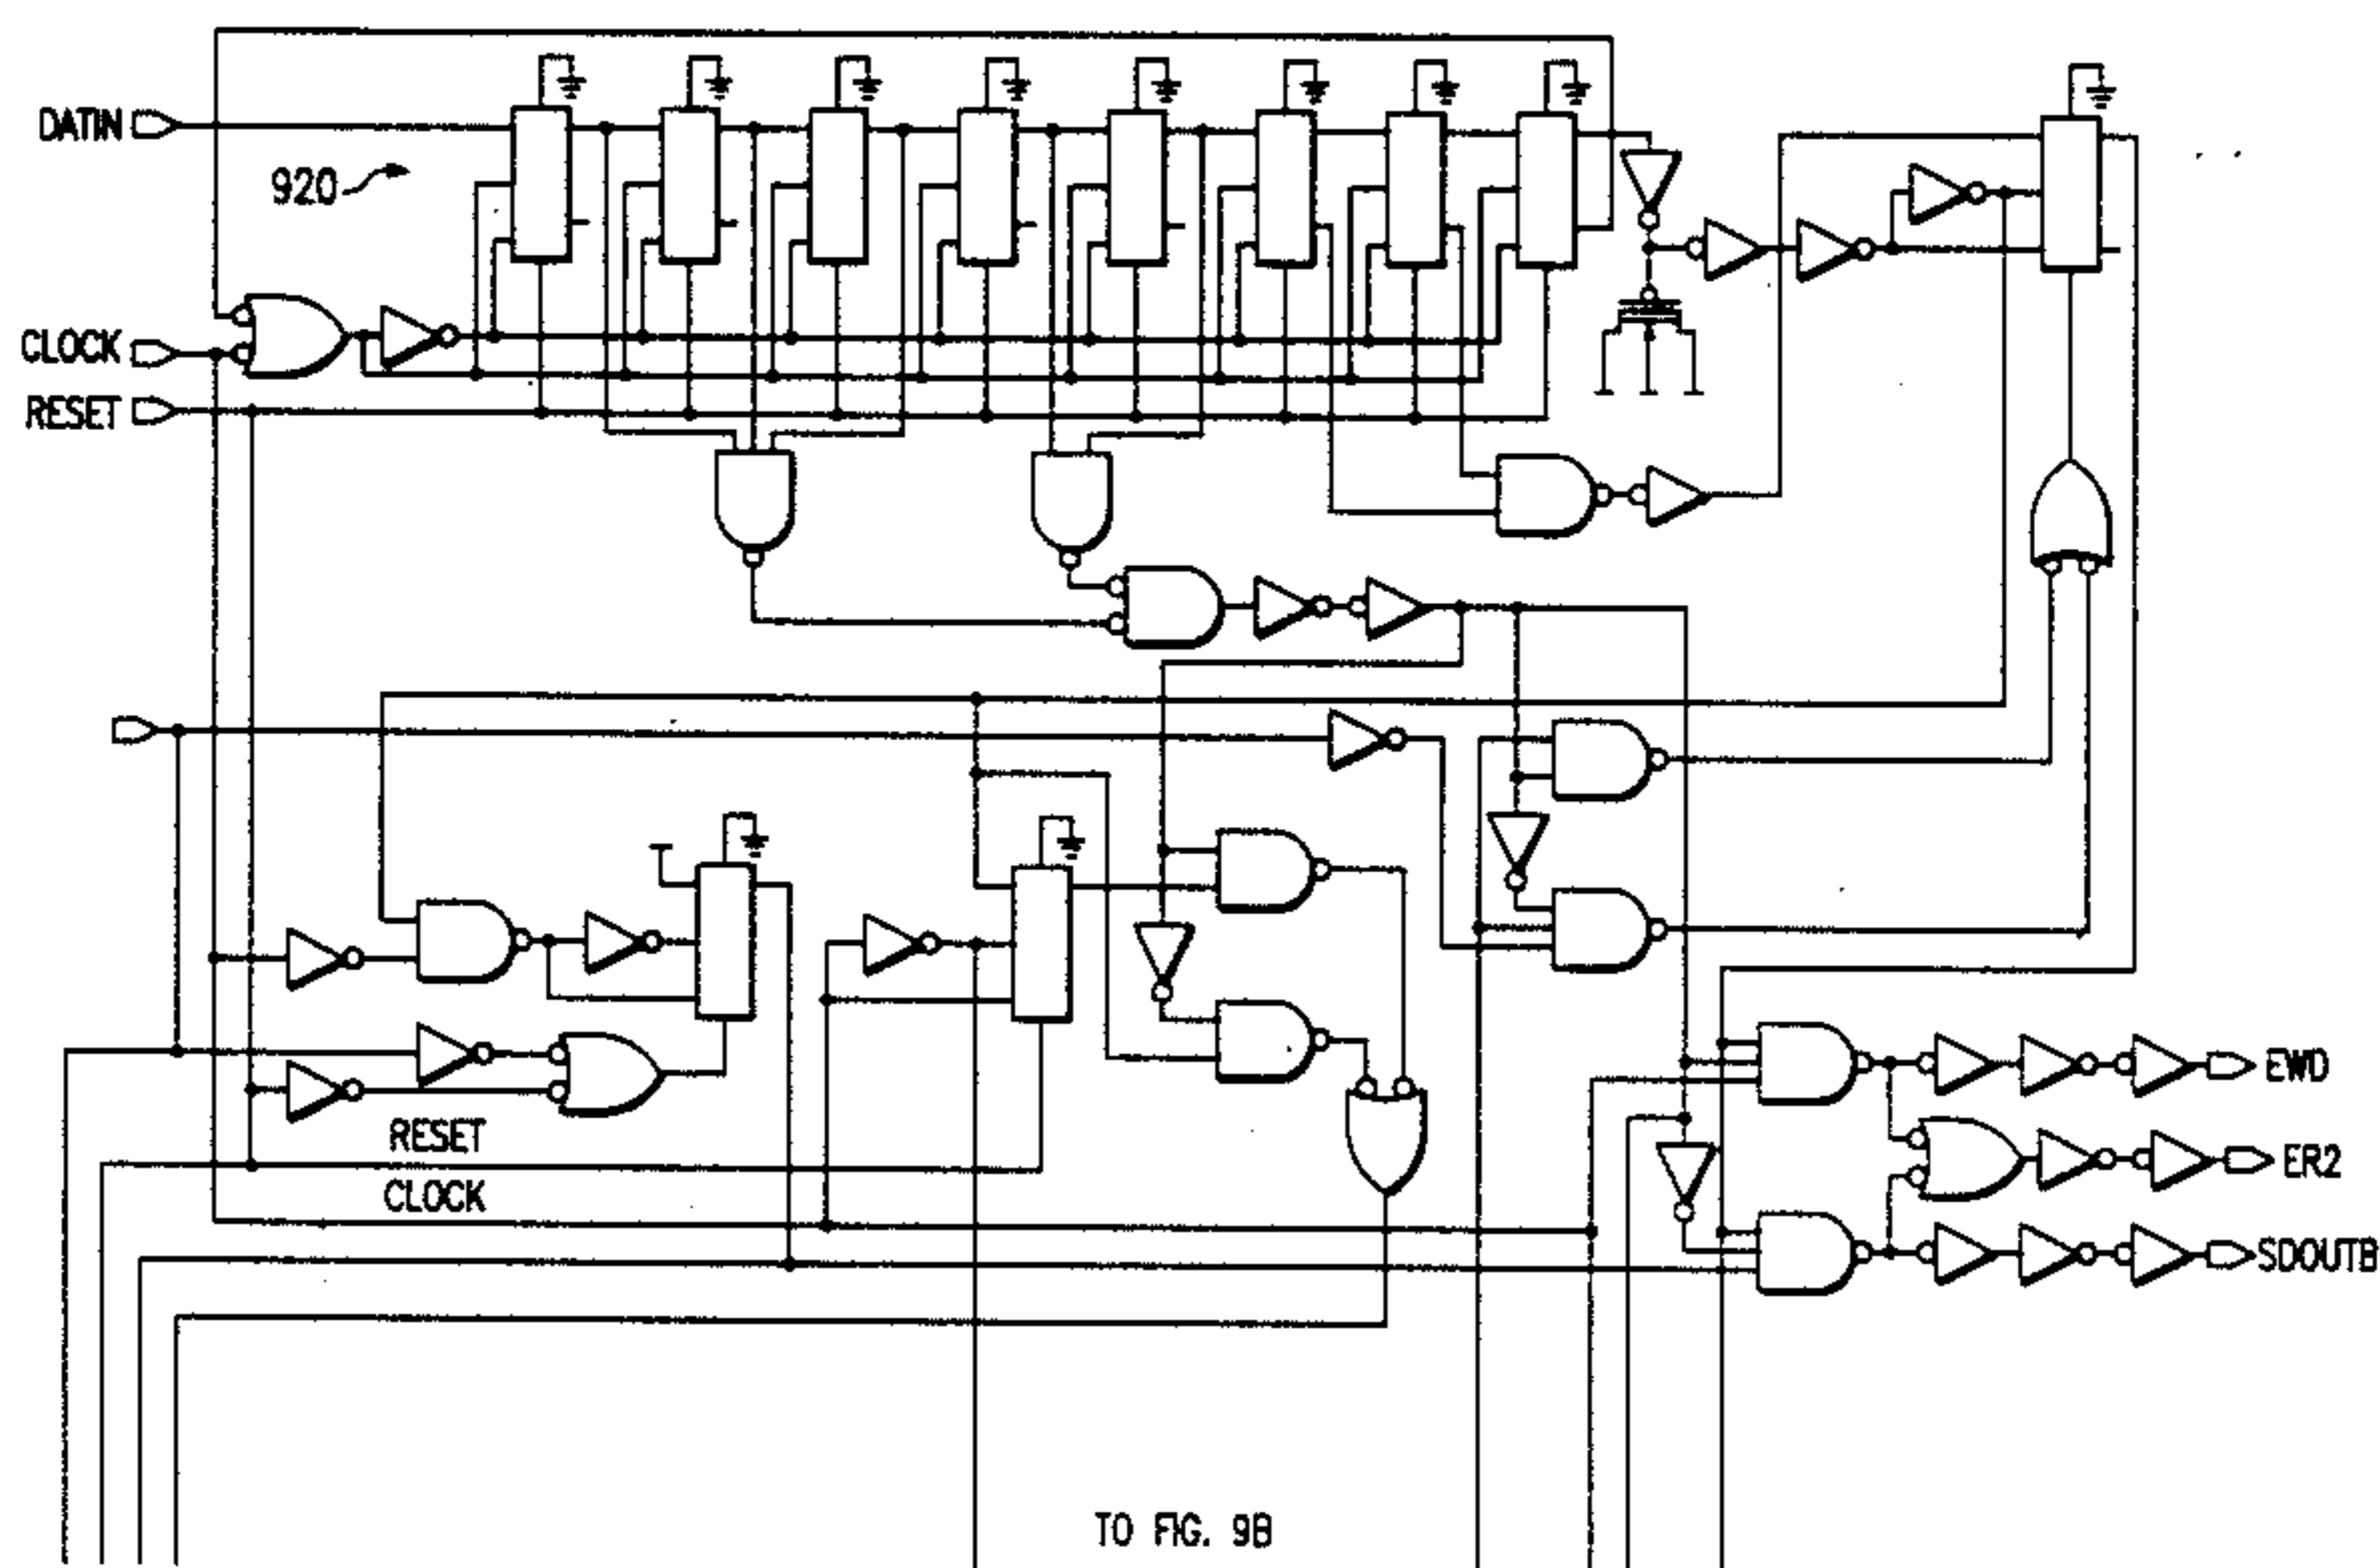 DATIN
920
CLOCK
RESET
RESET
CLOCK
EWD
ER2
SDOUTB
TO FIG. 9B